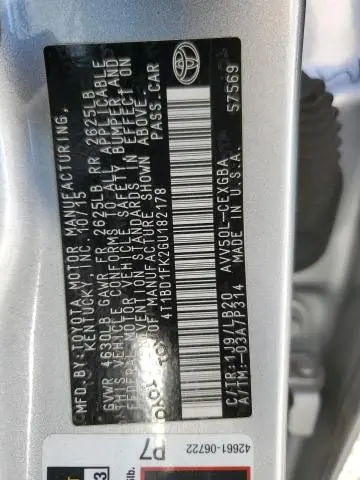 MFD.BY:TOYOTA MOTOR MANUFACTURING,
KENTUCKY, INC. 10/15
GVWR 4630LB GAWR FR 2625LB RR 2625LB
THIS VEHICLE CONFORMS TO ALL APPLICABLE
FEDERAL MOTOR VEHICLE SAFETY, BUMPER, AND
THEFT PREVENTION STANDARDS IN EFFECT ON
THE DATE OF MANUFACTURE SHOWN ABOVE.
4T1BD1FK2GU182178 PASS.CAR
C/TR:1J9/LB20 AVV50L-CEXGBA
A/TM:-03A/P314 MADE IN U.S.A. 57569
42661-06722
P7